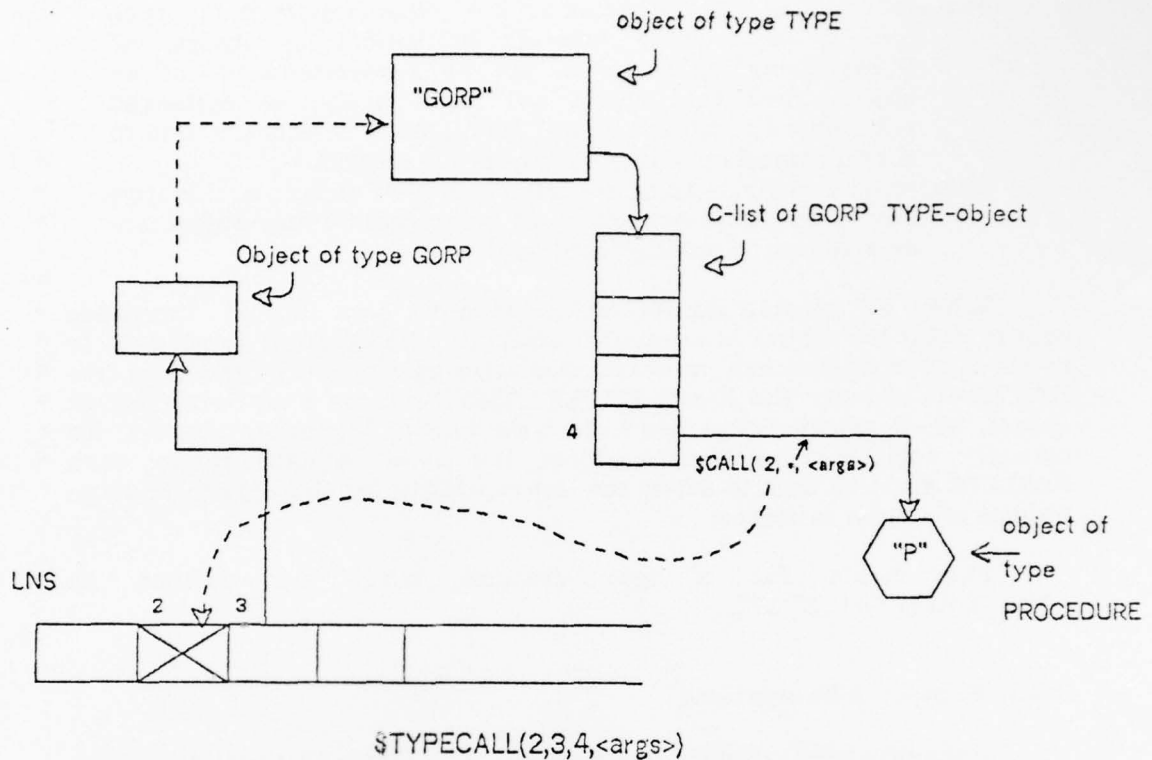 object of type TYPE
"GORP"
C-list of GORP TYPE-object
Object of type GORP
4
$CALL( 2, *, <args>)
"P"
object of
type
PROCEDURE
LNS
2
3
$TYPECALL(2,3,4,<args>)